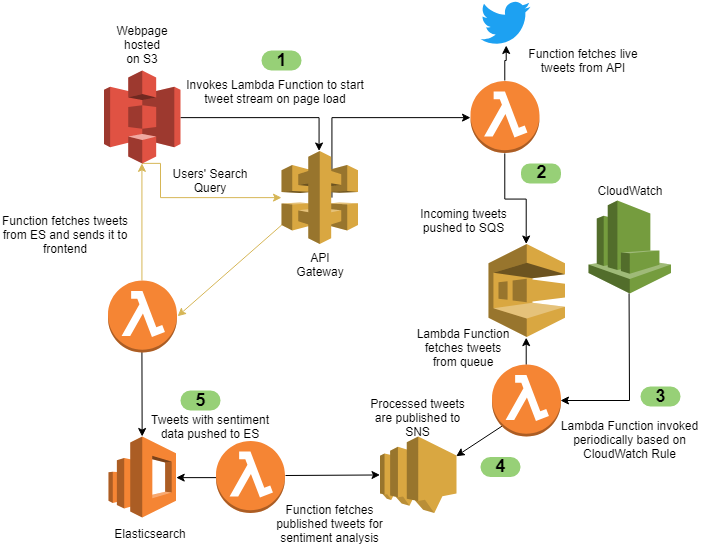 Webpage
hosted
on S3
1
Invokes Lambda Function to start
tweet stream on page load
Function fetches live
tweets from API
Users' Search
Query
2
CloudWatch
Function fetches tweets
from ES and sends it to
frontend
API
Gateway
Incoming tweets
pushed to SQS
Lambda Function
fetches tweets
from queue
5
Tweets with sentiment
data pushed to ES
Processed tweets
are published to
SNS
3
Lambda Function invoked
periodically based on
CloudWatch Rule
4
Elasticsearch
Function fetches
published tweets for
sentiment analysis